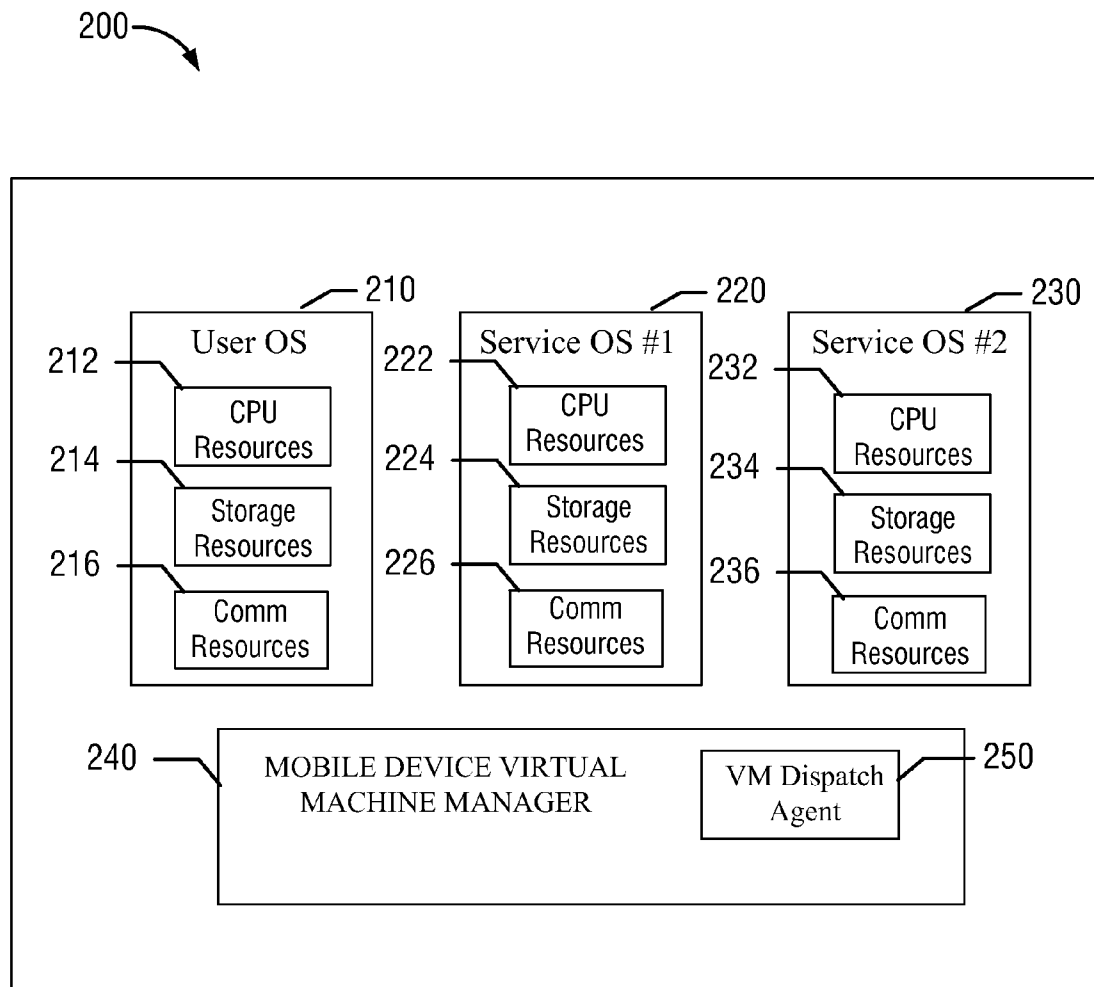 200
210
220
230
User OS
Service OS #1
Service OS #2
212
222
232
CPU
Resources
CPU
Resources
CPU
Resources
214
224
234
Storage
Resources
Storage
Resources
Storage
Resources
216
226
236
Comm
Resources
Comm
Resources
Comm
Resources
240
MOBILE DEVICE VIRTUAL
MACHINE MANAGER
VM Dispatch
Agent
250